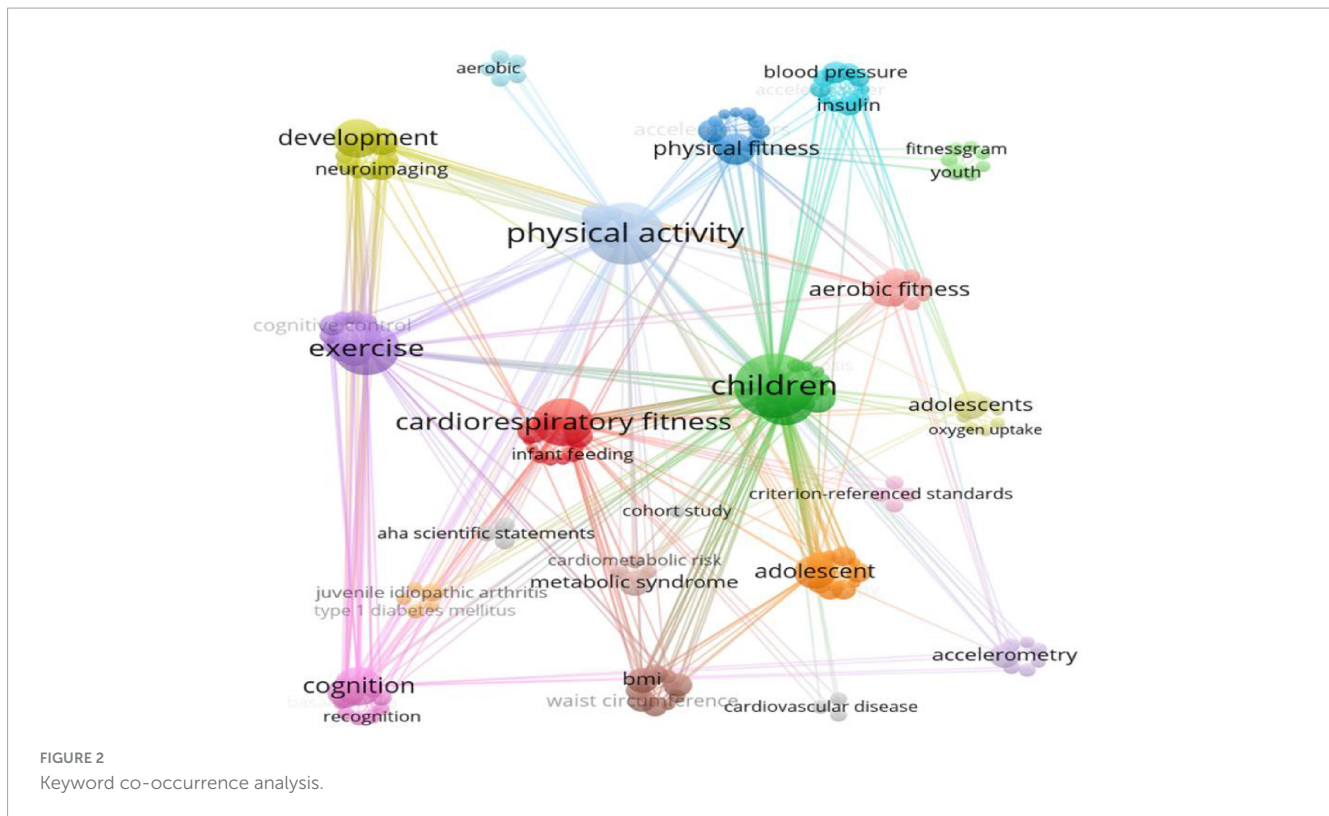 aerobic
blood pressure
insulin
development
neuroimaging
physical fitness
fitnessgram
youth
physical activity
aerobic fitness
cognitive control
exercise
children
cardiorespiratory fitness
infant feeding
adolescents
oxygen uptake
criterion-referenced standards
cohort study
aha scientific statements
cardiometabolic risk
metabolic syndrome
adolescent
juvenile idiopathic arthritis
type 1 diabetes mellitus
accelerometry
cognition
recognition
bmi
waist circumference
cardiovascular disease
FIGURE 2
Keyword co-occurrence analysis.